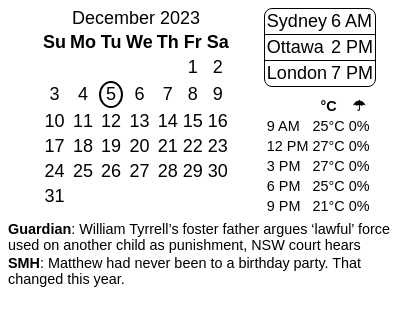 December 2023
Su Mo Tu We Th Fr Sa
1 2
3 4 5 6 7 8 9
10 11 12 13 14 15 16
17 18 19 20 21 22 23
24 25 26 27 28 29 30
31
Sydney 6 AM
Ottawa 2 PM
London 7 PM
°C ☂
9 AM 25°C 0%
12 PM 27°C 0%
3 PM 27°C 0%
6 PM 25°C 0%
9 PM 21°C 0%
Guardian: William Tyrrell’s foster father argues ‘lawful’ force
used on another child as punishment, NSW court hears
SMH: Matthew had never been to a birthday party. That
changed this year.